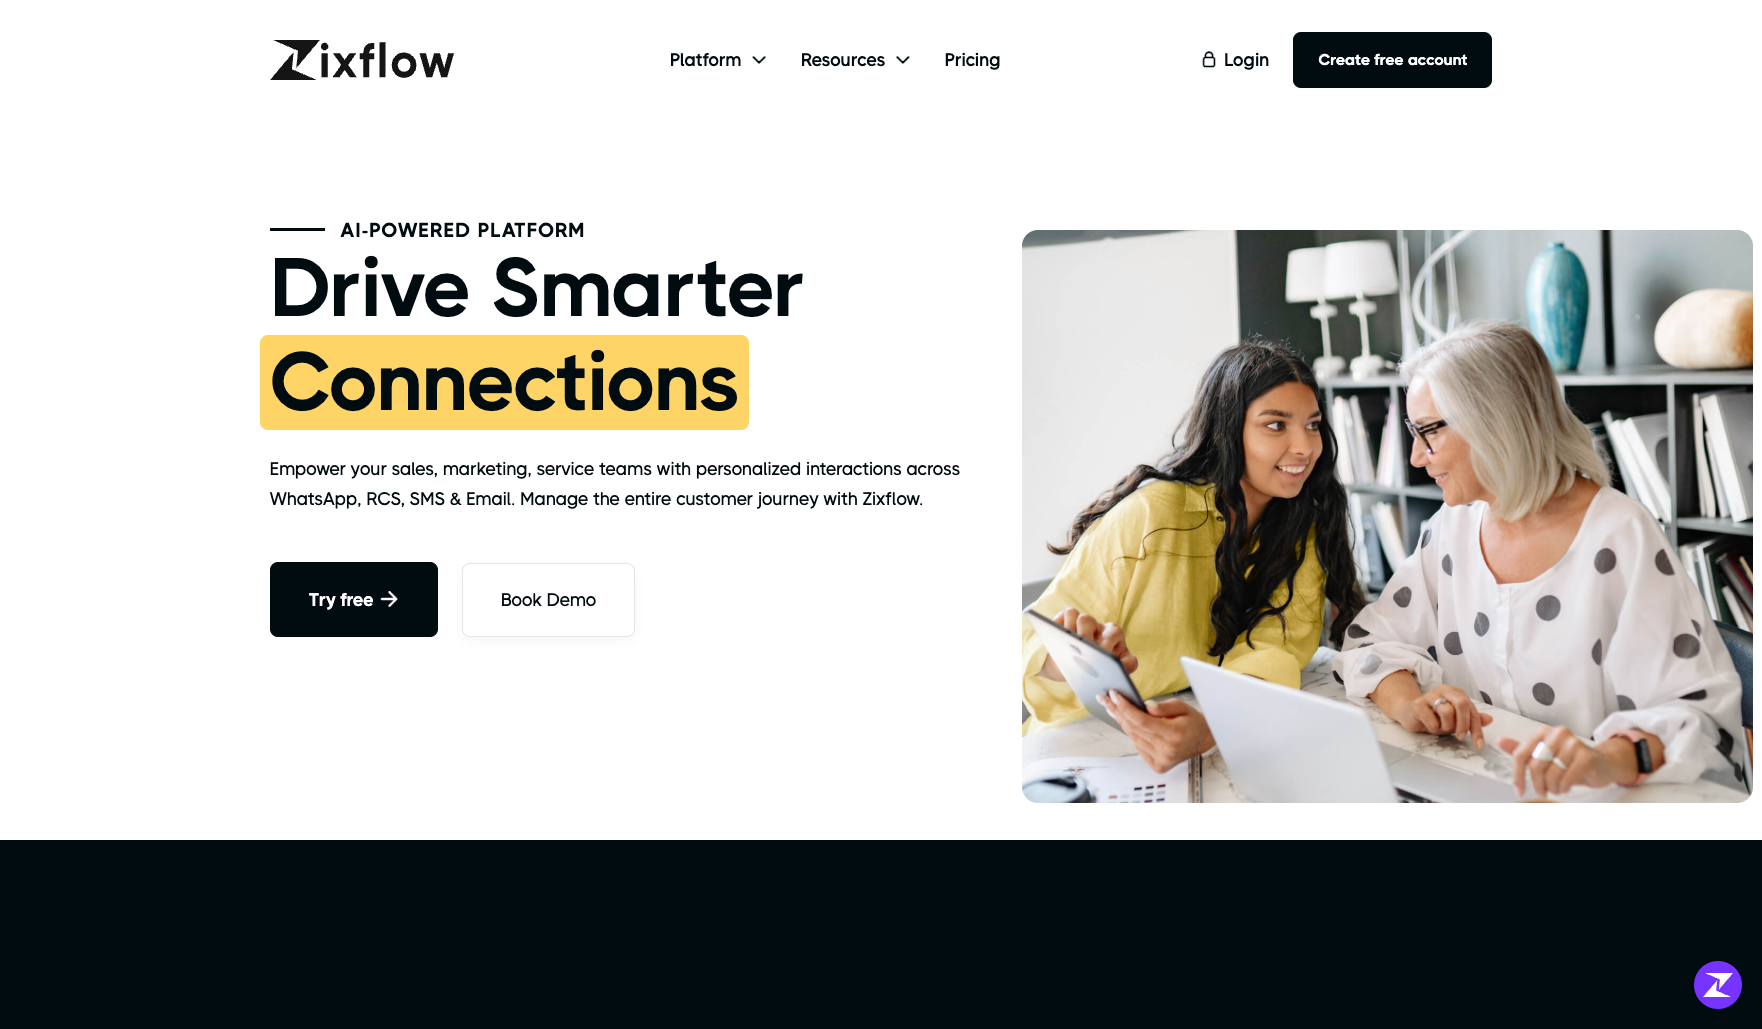 Zixflow
Platform
Resources
Pricing
Login
Create free account
AI-POWERED PLATFORM
Drive Smarter
Connections
Empower your sales, marketing, service teams with personalized interactions across
WhatsApp, RCS, SMS & Email. Manage the entire customer journey with Zixflow.
Try free
Book Demo